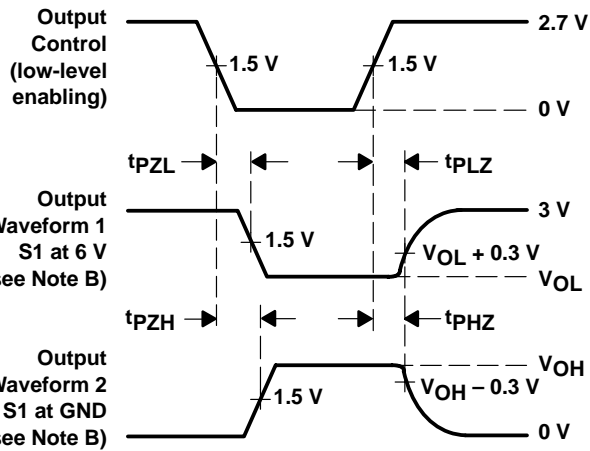 Output
Control
(low-level
enabling)
2.7 V
1.5 V
1.5 V
0 V
tPZL
tPLZ
Output
Waveform 1
S1 at 6 V
see Note B)
3 V
1.5 V
VOL + 0.3 V
VOL
tPZH
tPHZ
Output
Waveform 2
S1 at GND
see Note B)
VOH
VOH – 0.3 V
1.5 V
0 V